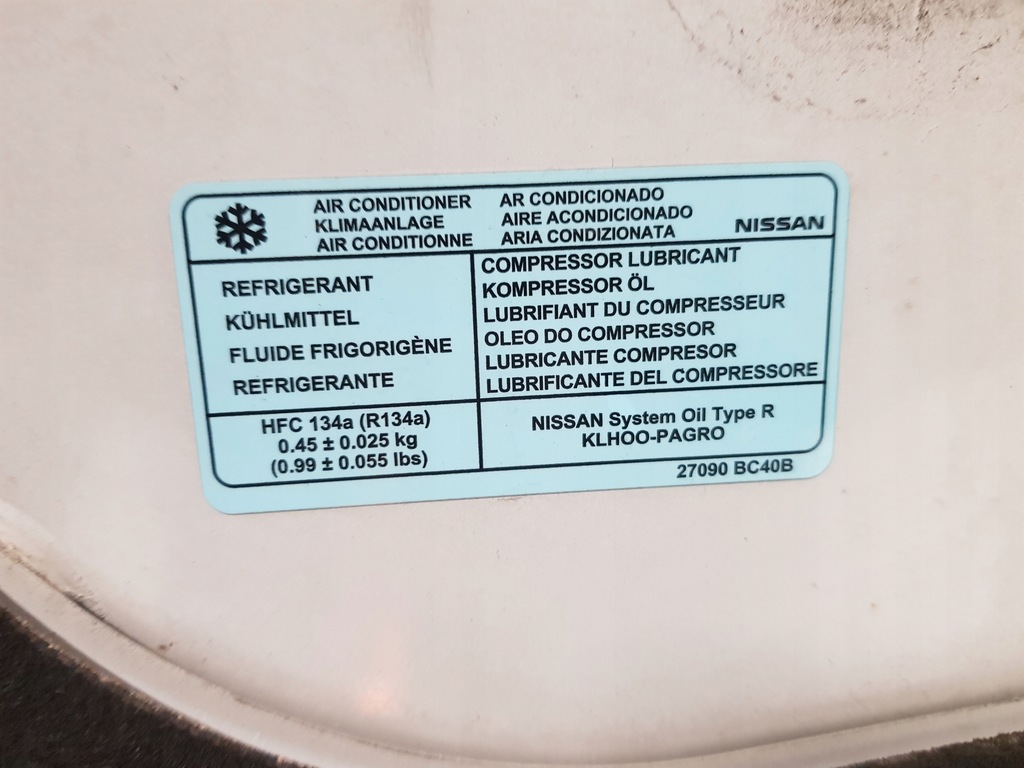 AIR CONDITIONER
KLIMAANLAGE
AIR CONDITIONNE
AR CONDICIONADO
AIRE ACONDICIONADO
ARIA CONDIZIONATA
NISSAN
REFRIGERANT
KÜHLMITTEL
FLUIDE FRIGORIGÈNE
REFRIGERANTE
COMPRESSOR LUBRICANT
KOMPRESSOR ÖL
LUBRIFIANT DU COMPRESSEUR
OLEO DO COMPRESSOR
LUBRICANTE COMPRESOR
LUBRIFICANTE DEL COMPRESSORE
HFC 134a (R134a)
0.45 ± 0.025 kg
(0.99 ± 0.055 lbs)
NISSAN System Oil Type R
KLHOO-PAGRO
27090 BC40B